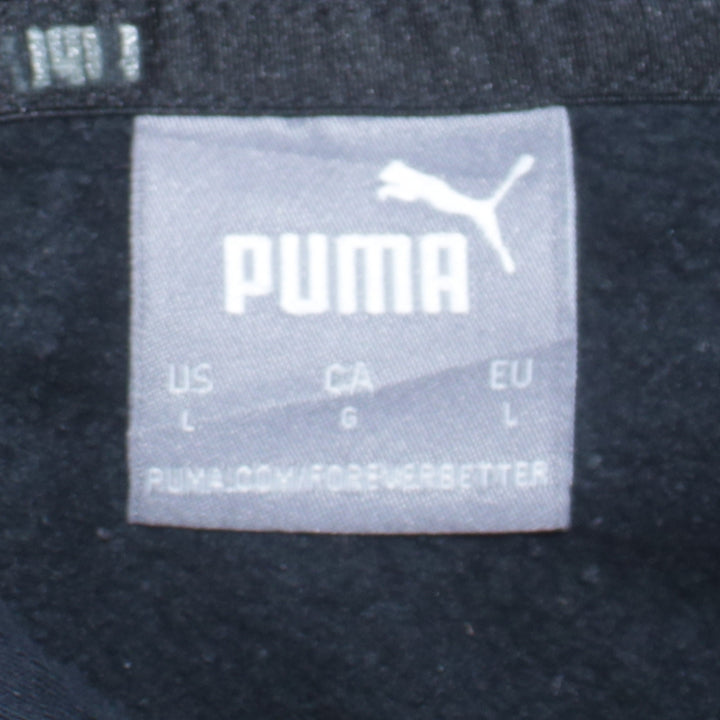 PUMA
US CA EU
L G L
PUMA.COM/FOREVERBETTER